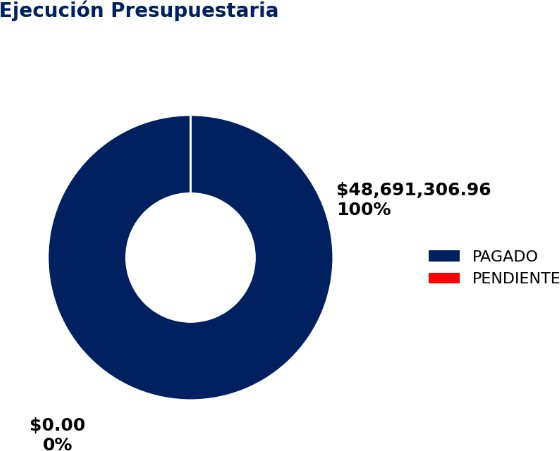 Ejecución Presupuestaria
$48,691,306.96
100%
PAGADO
PENDIENTE
$0.00
0%